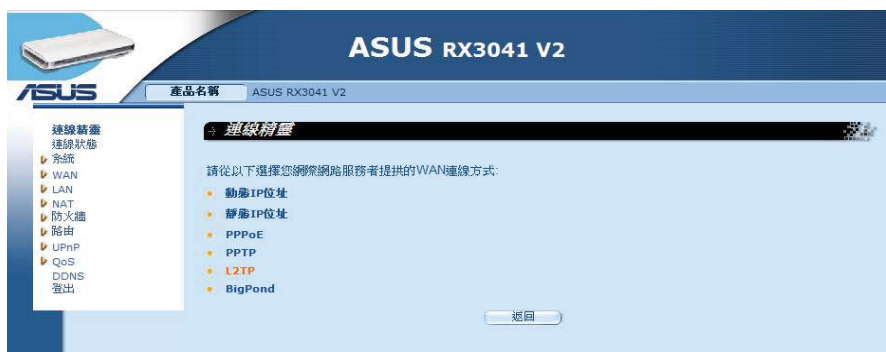 ASUS RX3041 V2
ASUS
產品名稱 ASUS RX3041 V2
連線精靈
連線狀態
系統
WAN
LAN
NAT
防火牆
路由
UPnP
QoS
DDNS
登出
連線精靈
請從以下選擇您網際網路服務者提拱的WAN連線方式:
動態IP位址
靜態IP位址
PPPoE
PPTP
L2TP
BigPond
返回